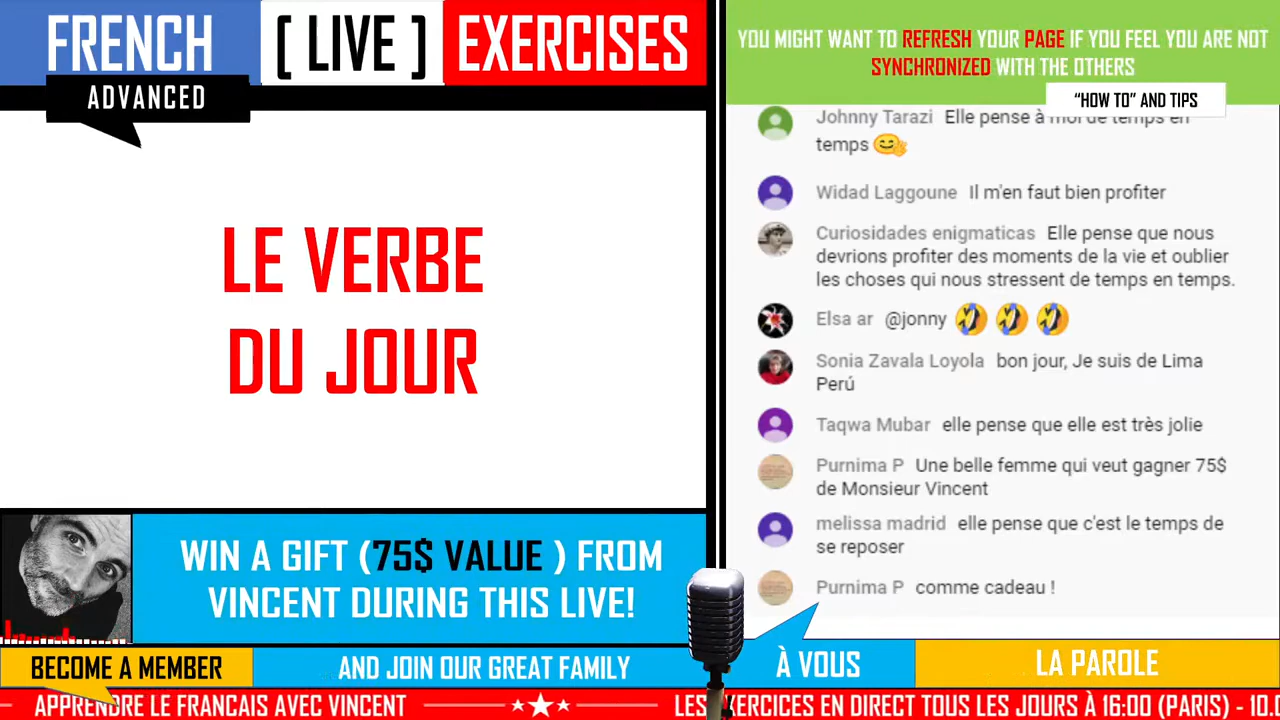 FRENCH [ LIVE ] EXERCISES
ADVANCED
LE VERBE
DU JOUR
WIN A GIFT (75$ VALUE ) FROM
VINCENT DURING THIS LIVE!
BECOME A MEMBER
AND JOIN OUR GREAT FAMILY
YOU MIGHT WANT TO REFRESH YOUR PAGE IF YOU FEEL YOU ARE NOT
SYNCHRONIZED WITH THE OTHERS
“HOW TO” AND TIPS
Johnny Tarazi Elle pense à moi de temps en
temps 🤗
Widad Laggoune Il m'en faut bien profiter
Curiosidades enigmaticas Elle pense que nous
devrions profiter des moments de la vie et oublier
les choses qui nous stressent de temps en temps.
Elsa ar @jonny 🤣 🤣 🤣
Sonia Zavala Loyola bon jour, Je suis de Lima
Perú
Taqwa Mubar elle pense que elle est très jolie
Purnima P Une belle femme qui veut gagner 75$
de Monsieur Vincent
melissa madrid elle pense que c'est le temps de
se reposer
Purnima P comme cadeau !
À VOUS
LA PAROLE
APPRENDRE LE FRANCAIS AVEC VINCENT
LES EXERCICES EN DIRECT TOUS LES JOURS À 16:00 (PARIS) - 10.0